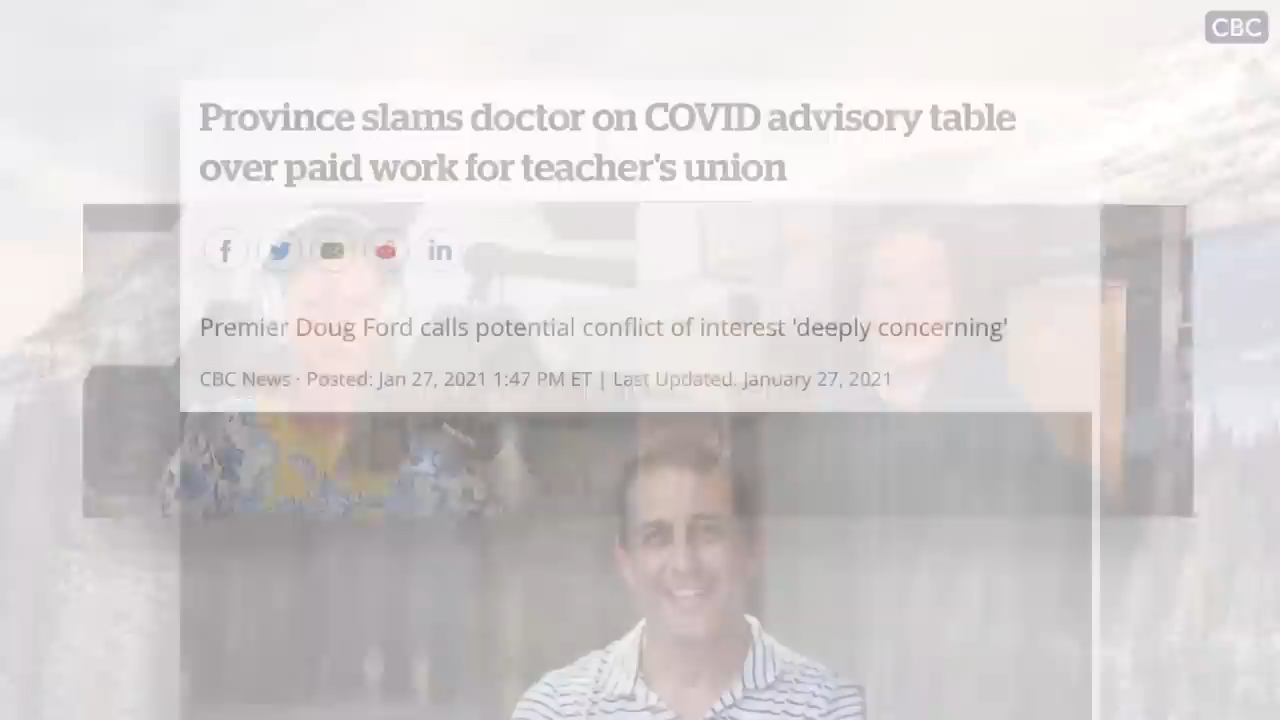 CBC
Province slams doctor on COVID advisory table
over paid work for teacher's union
f in
Premier Doug Ford calls potential conflict of interest 'deeply concerning'
CBC News · Posted: Jan 27, 2021 1:47 PM ET | Last Updated: January 27, 2021